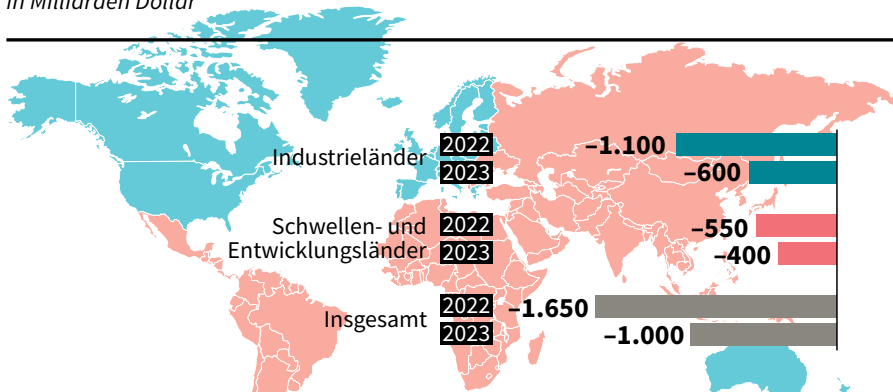 in Milliarden Dollar
Industrieländer 2022 –1.100
2023 –600
Schwellen- und 2022 –550
Entwicklungsländer 2023 –400
Insgesamt 2022 –1.650
2023 –1.000